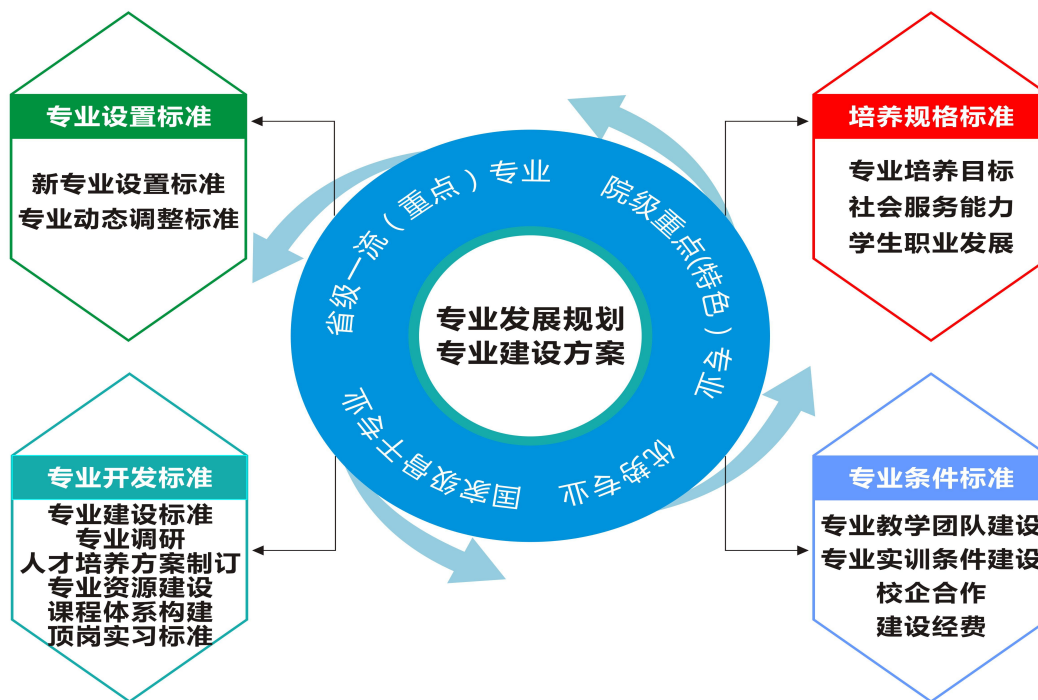 专业设置标准
新专业设置标准
专业动态调整标准
培养规格标准
专业培养目标
社会服务能力
学生职业发展
省级一流（重点）专业
院级重点(特色）专业
优势专业
国家级骨干专业
专业发展规划
专业建设方案
专业开发标准
专业建设标准
专业调研
人才培养方案制订
专业资源建设
课程体系构建
顶岗实习标准
专业条件标准
专业教学团队建设
专业实训条件建设
校企合作
建设经费